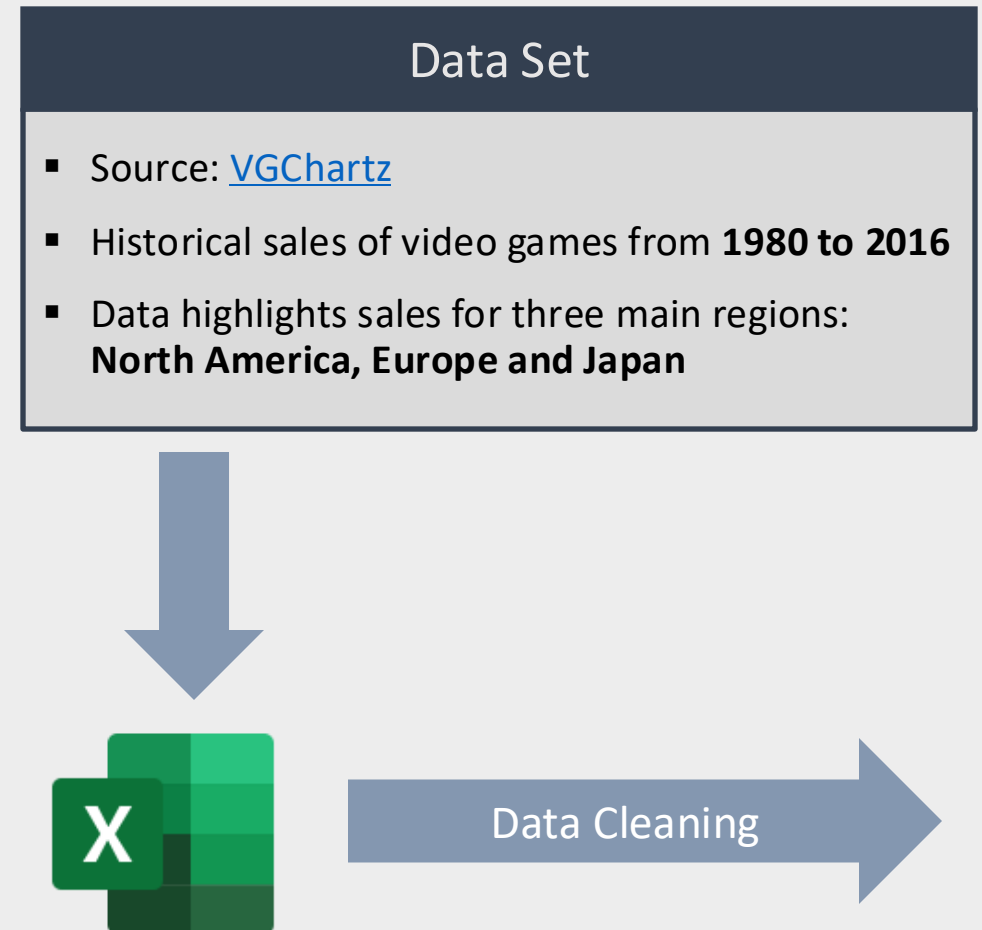 Data Set
▪ Source: VGChartz
▪ Historical sales of video games from 1980 to 2016
▪ Data highlights sales for three main regions:
North America, Europe and Japan
X
Data Cleaning